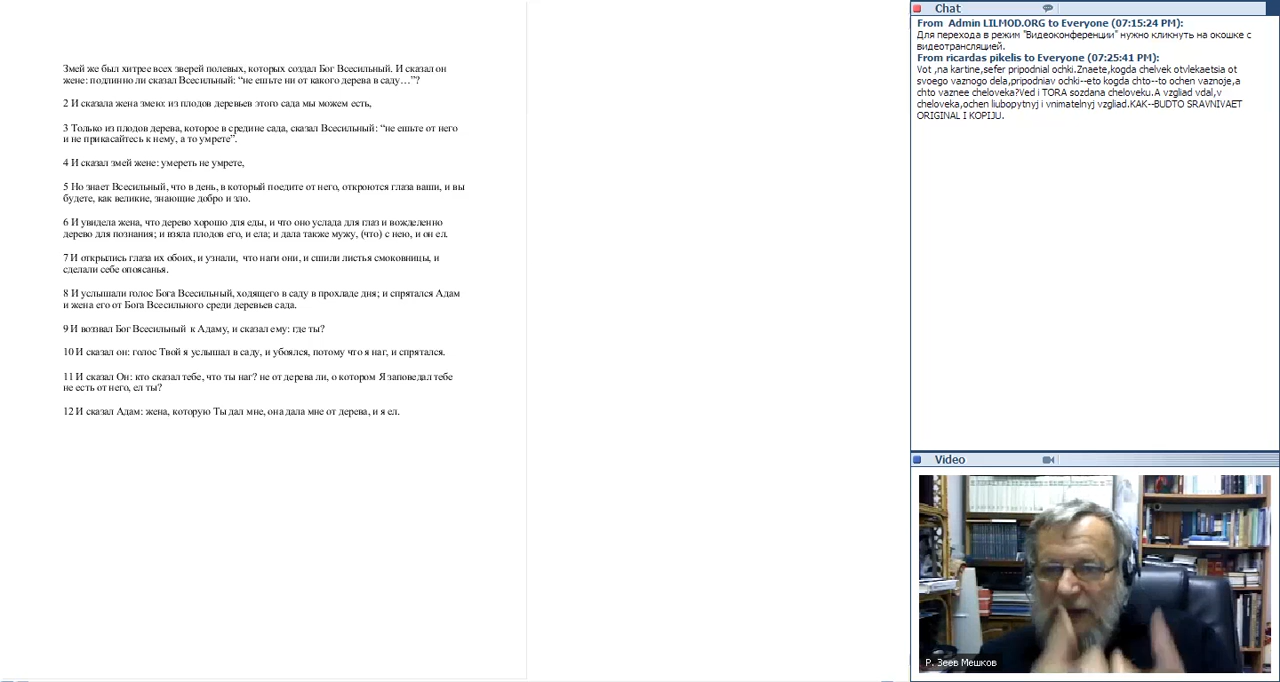 Змей же был хитрее всех зверей полевых, которых создал Бог Всесильный. И сказал он
жене: подлинно ли сказал Всесильный: “не ешьте ни от какого дерева в саду…”?
2 И сказала жена змею: из плодов деревьев этого сада мы можем есть,
3 Только из плодов дерева, которое в средине сада, сказал Всесильный: “не ешьте от него
и не прикасайтесь к нему, а то умрете”.
4 И сказал змей жене: умереть не умрете,
5 Но знает Всесильный, что в день, в который поедите от него, откроются глаза ваши, и вы
будете, как великие, знающие добро и зло.
6 И увидела жена, что дерево хорошо для еды, и что оно услада для глаз и вожделенно
дерево для познания; и взяла плодов его, и ела; и дала также мужу, (что) с нею, и он ел.
7 И открылись глаза их обоих, и узнали, что наги они, и сшили листья смоковницы, и
сделали себе опоясанья.
8 И услышали голос Бога Всесильный, ходящего в саду в прохладе дня; и спрятался Адам
и жена его от Бога Всесильного среди деревьев сада.
9 И воззвал Бог Всесильный к Адаму, и сказал ему: где ты?
10 И сказал он: голос Твой я услышал в саду, и убоялся, потому что я наг, и спрятался.
11 И сказал Он: кто сказал тебе, что ты наг? не от дерева ли, о котором Я заповедал тебе
не есть от него, ел ты?
12 И сказал Адам: жена, которую Ты дал мне, она дала мне от дерева, и я ел.
Chat
From Admin LILMOD.ORG to Everyone (07:15:24 PM):
Для перехода в режим "Видеоконференции" нужно кликнуть на окошке с
видеотрансляцией.
From ricardas pikelis to Everyone (07:25:41 PM):
Vot ,na kartine,sefer pripodnial ochki.Znaete,kogda chelvek otvlekaetsia ot
svoego vaznogo dela,pripodniav ochki--eto kogda chto--to ochen vaznoje,a
chto vaznee cheloveka?Ved i TORA sozdana cheloveku.A vzgliad vdal,v
cheloveka,ochen liubopytnyj i vnimatelnyj vzgliad.KAK--BUDTO SRAVNIVAET
ORIGINAL I KOPIJU.
Video
Р. Зеев Мешков